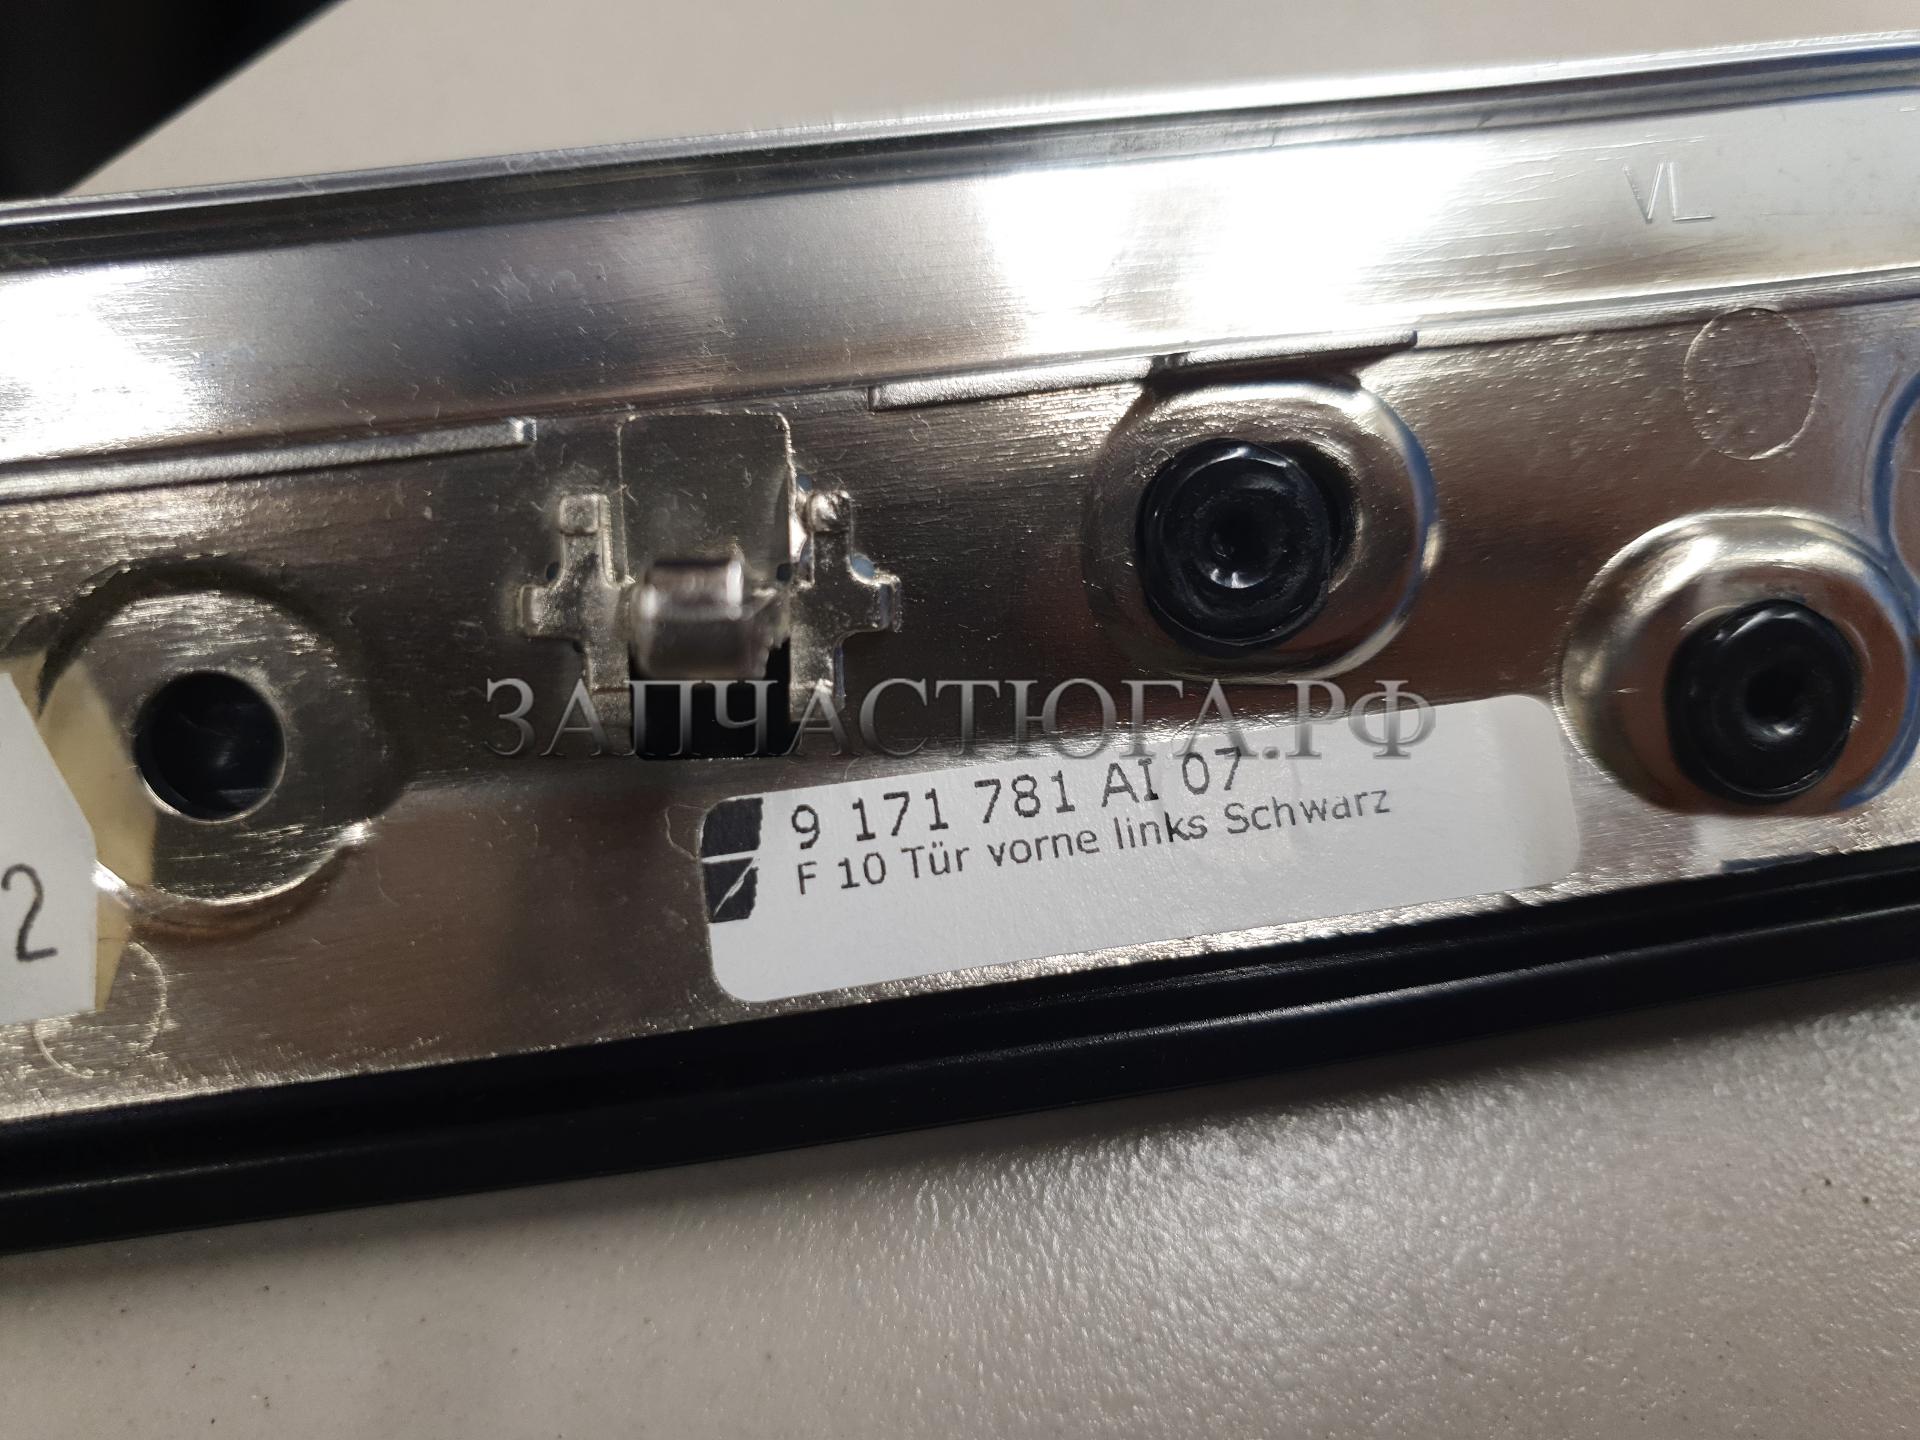 VL
ЗАПЧАСТЮГА.РФ
9 171 781 AI 07
F 10 Tür vorne links Schwarz
2